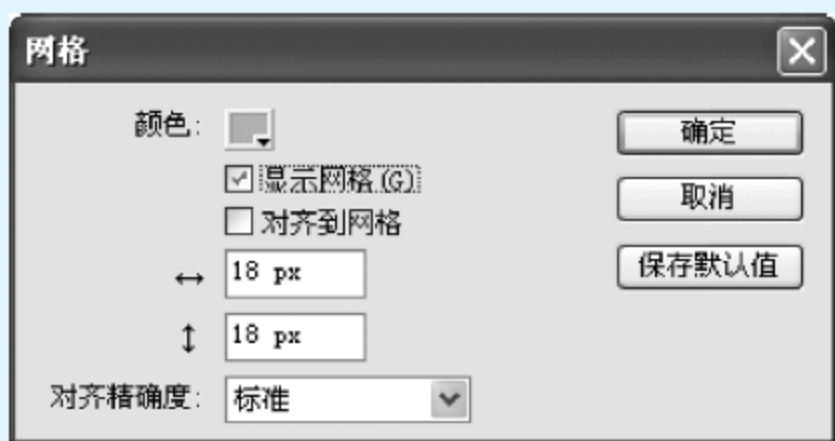 网格
颜色: 确定
显示网格(G)
对齐到网格 取消
18 px 保存默认值
18 px
对齐精确度: 标准